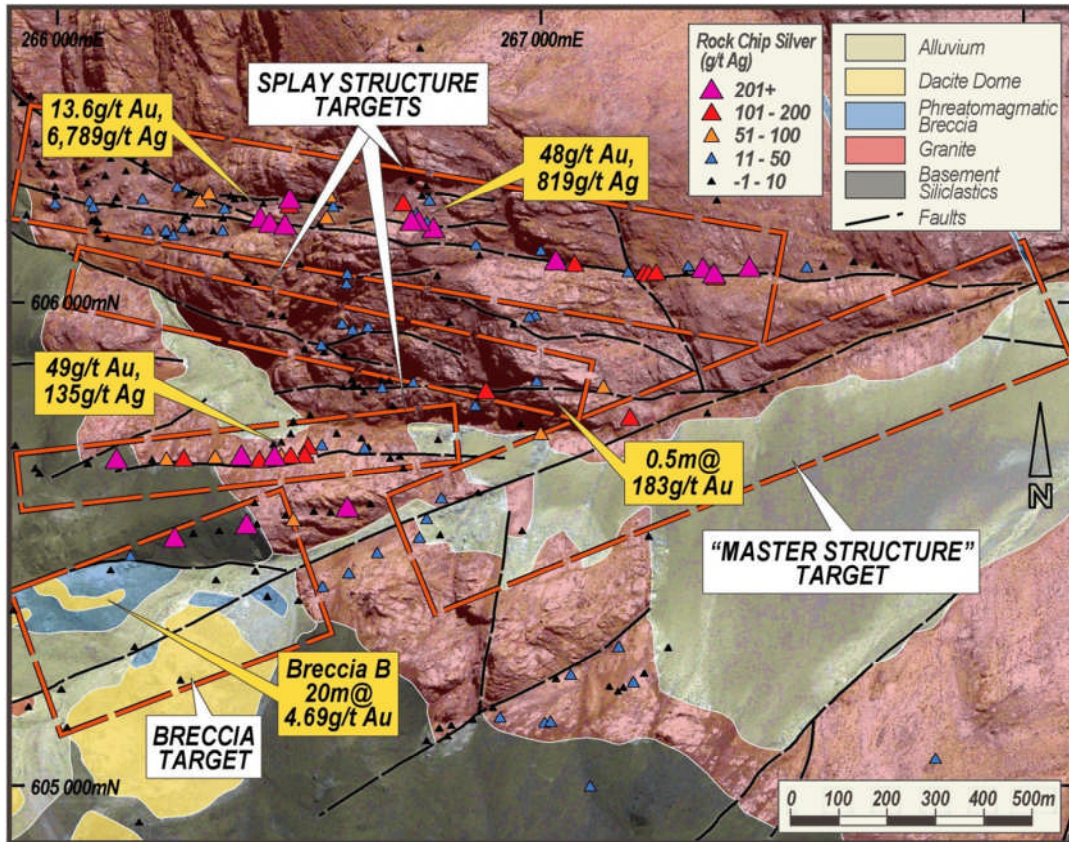 266 000mE
267 000mE
SPLAY STRUCTURE
TARGETS
13.6g/t Au,
6,789g/t Ag
48g/t Au,
819g/t Ag
Rock Chip Silver
(g/t Ag)
201+
101 - 200
51 - 100
11 - 50
-1 - 10
Alluvium
Dacite Dome
Phreatomagmatic
Breccia
Granite
Basement
Siliclastics
Faults
606 000mN
49g/t Au,
135g/t Ag
0.5m@
183g/t Au
N
"MASTER STRUCTURE"
TARGET
Breccia B
20m@
4.69g/t Au
BRECCIA
TARGET
605 000mN
0 100 200 300 400 500m